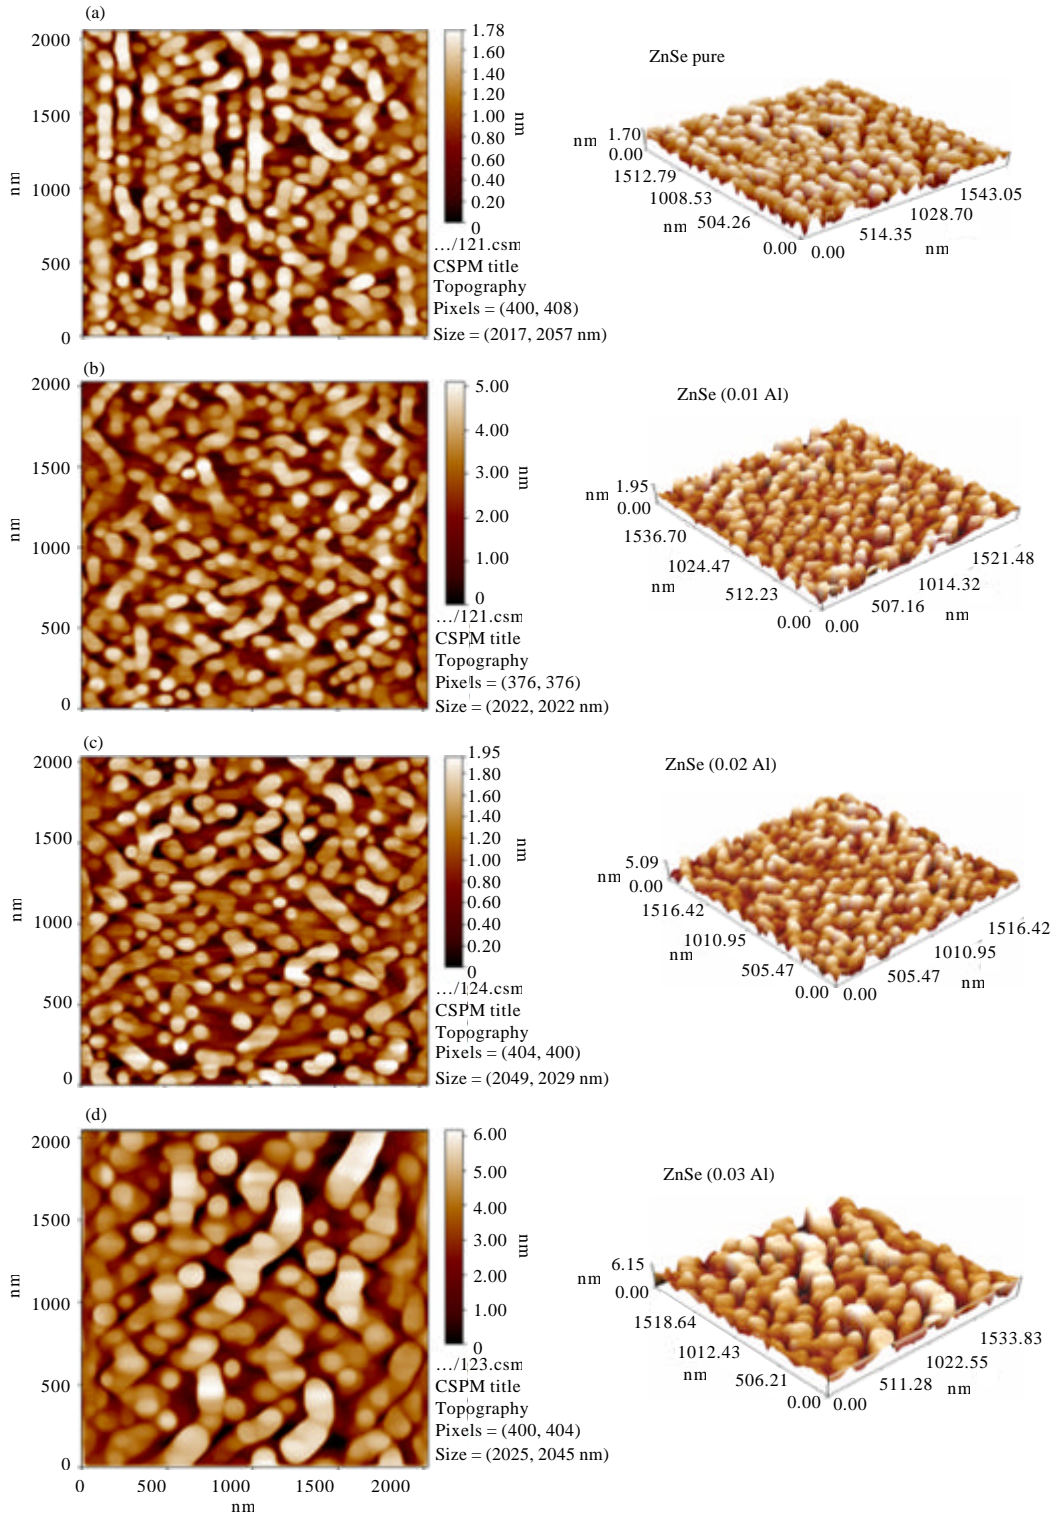 (a)
2000
1500
1000
500
0
nm
1.78
1.60
1.40
1.20
1.00
0.80
0.60
0.40
0.20
0
nm
…/121.csm
CSPM title
Topography
Pixels = (400, 408)
Size = (2017, 2057 nm)
ZnSe pure
nm
1.70
0.00
1512.79
1008.53
nm 504.26
0.00
0.00
514.35
1028.70
1543.05
nm
(b)
2000
1500
1000
500
0
nm
5.00
4.00
3.00
2.00
1.00
0
nm
…/121.csm
CSPM title
Topography
Pixels = (376, 376)
Size = (2022, 2022 nm)
ZnSe (0.01 Al)
nm
1.95
0.00
1536.70
1024.47
nm
512.23
0.00
0.00
507.16
1014.32
1521.48
nm
(c)
2000
1500
1000
500
0
nm
1.95
1.80
1.60
1.40
1.20
1.00
0.80
0.60
0.40
0.20
0
nm
…/124.csm
CSPM title
Topography
Pixels = (404, 400)
Size = (2049, 2029 nm)
ZnSe (0.02 Al)
nm
5.09
0.00
1516.42
1010.95
nm
505.47
0.00
0.00
505.47
1010.95
1516.42
nm
(d)
2000
1500
1000
500
0
nm
0
500
1000
1500
2000
nm
6.00
5.00
4.00
3.00
2.00
1.00
0
nm
…/123.csm
CSPM title
Topography
Pixels = (400, 404)
Size = (2025, 2045 nm)
ZnSe (0.03 Al)
nm
6.15
0.00
1518.64
1012.43
nm
506.21
0.00
0.00
511.28
1022.55
1533.83
nm